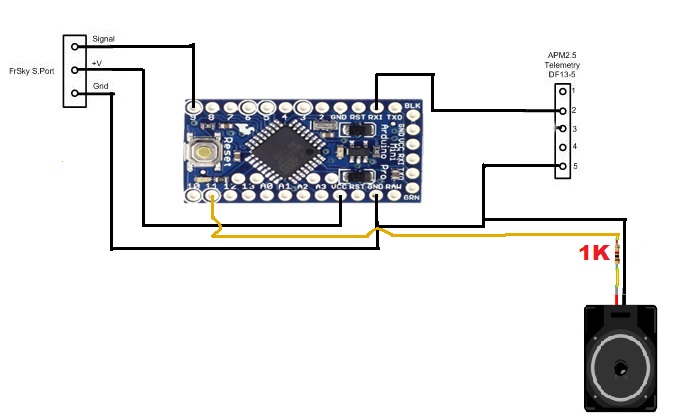 Signal
FrSky S.Port
+V
Gnd
APM2.5
Telemetry
DF13-5
1
2
3
4
5
9 8 7 6 5 4 3 2 GND RST RXI TXO
BLK
GND
VCC
RXI
TXO
GRN
Reset
Arduino
Pro Mini
10 11 12 13 A0 A1 A2 A3 VCC RST GND RAW
1K